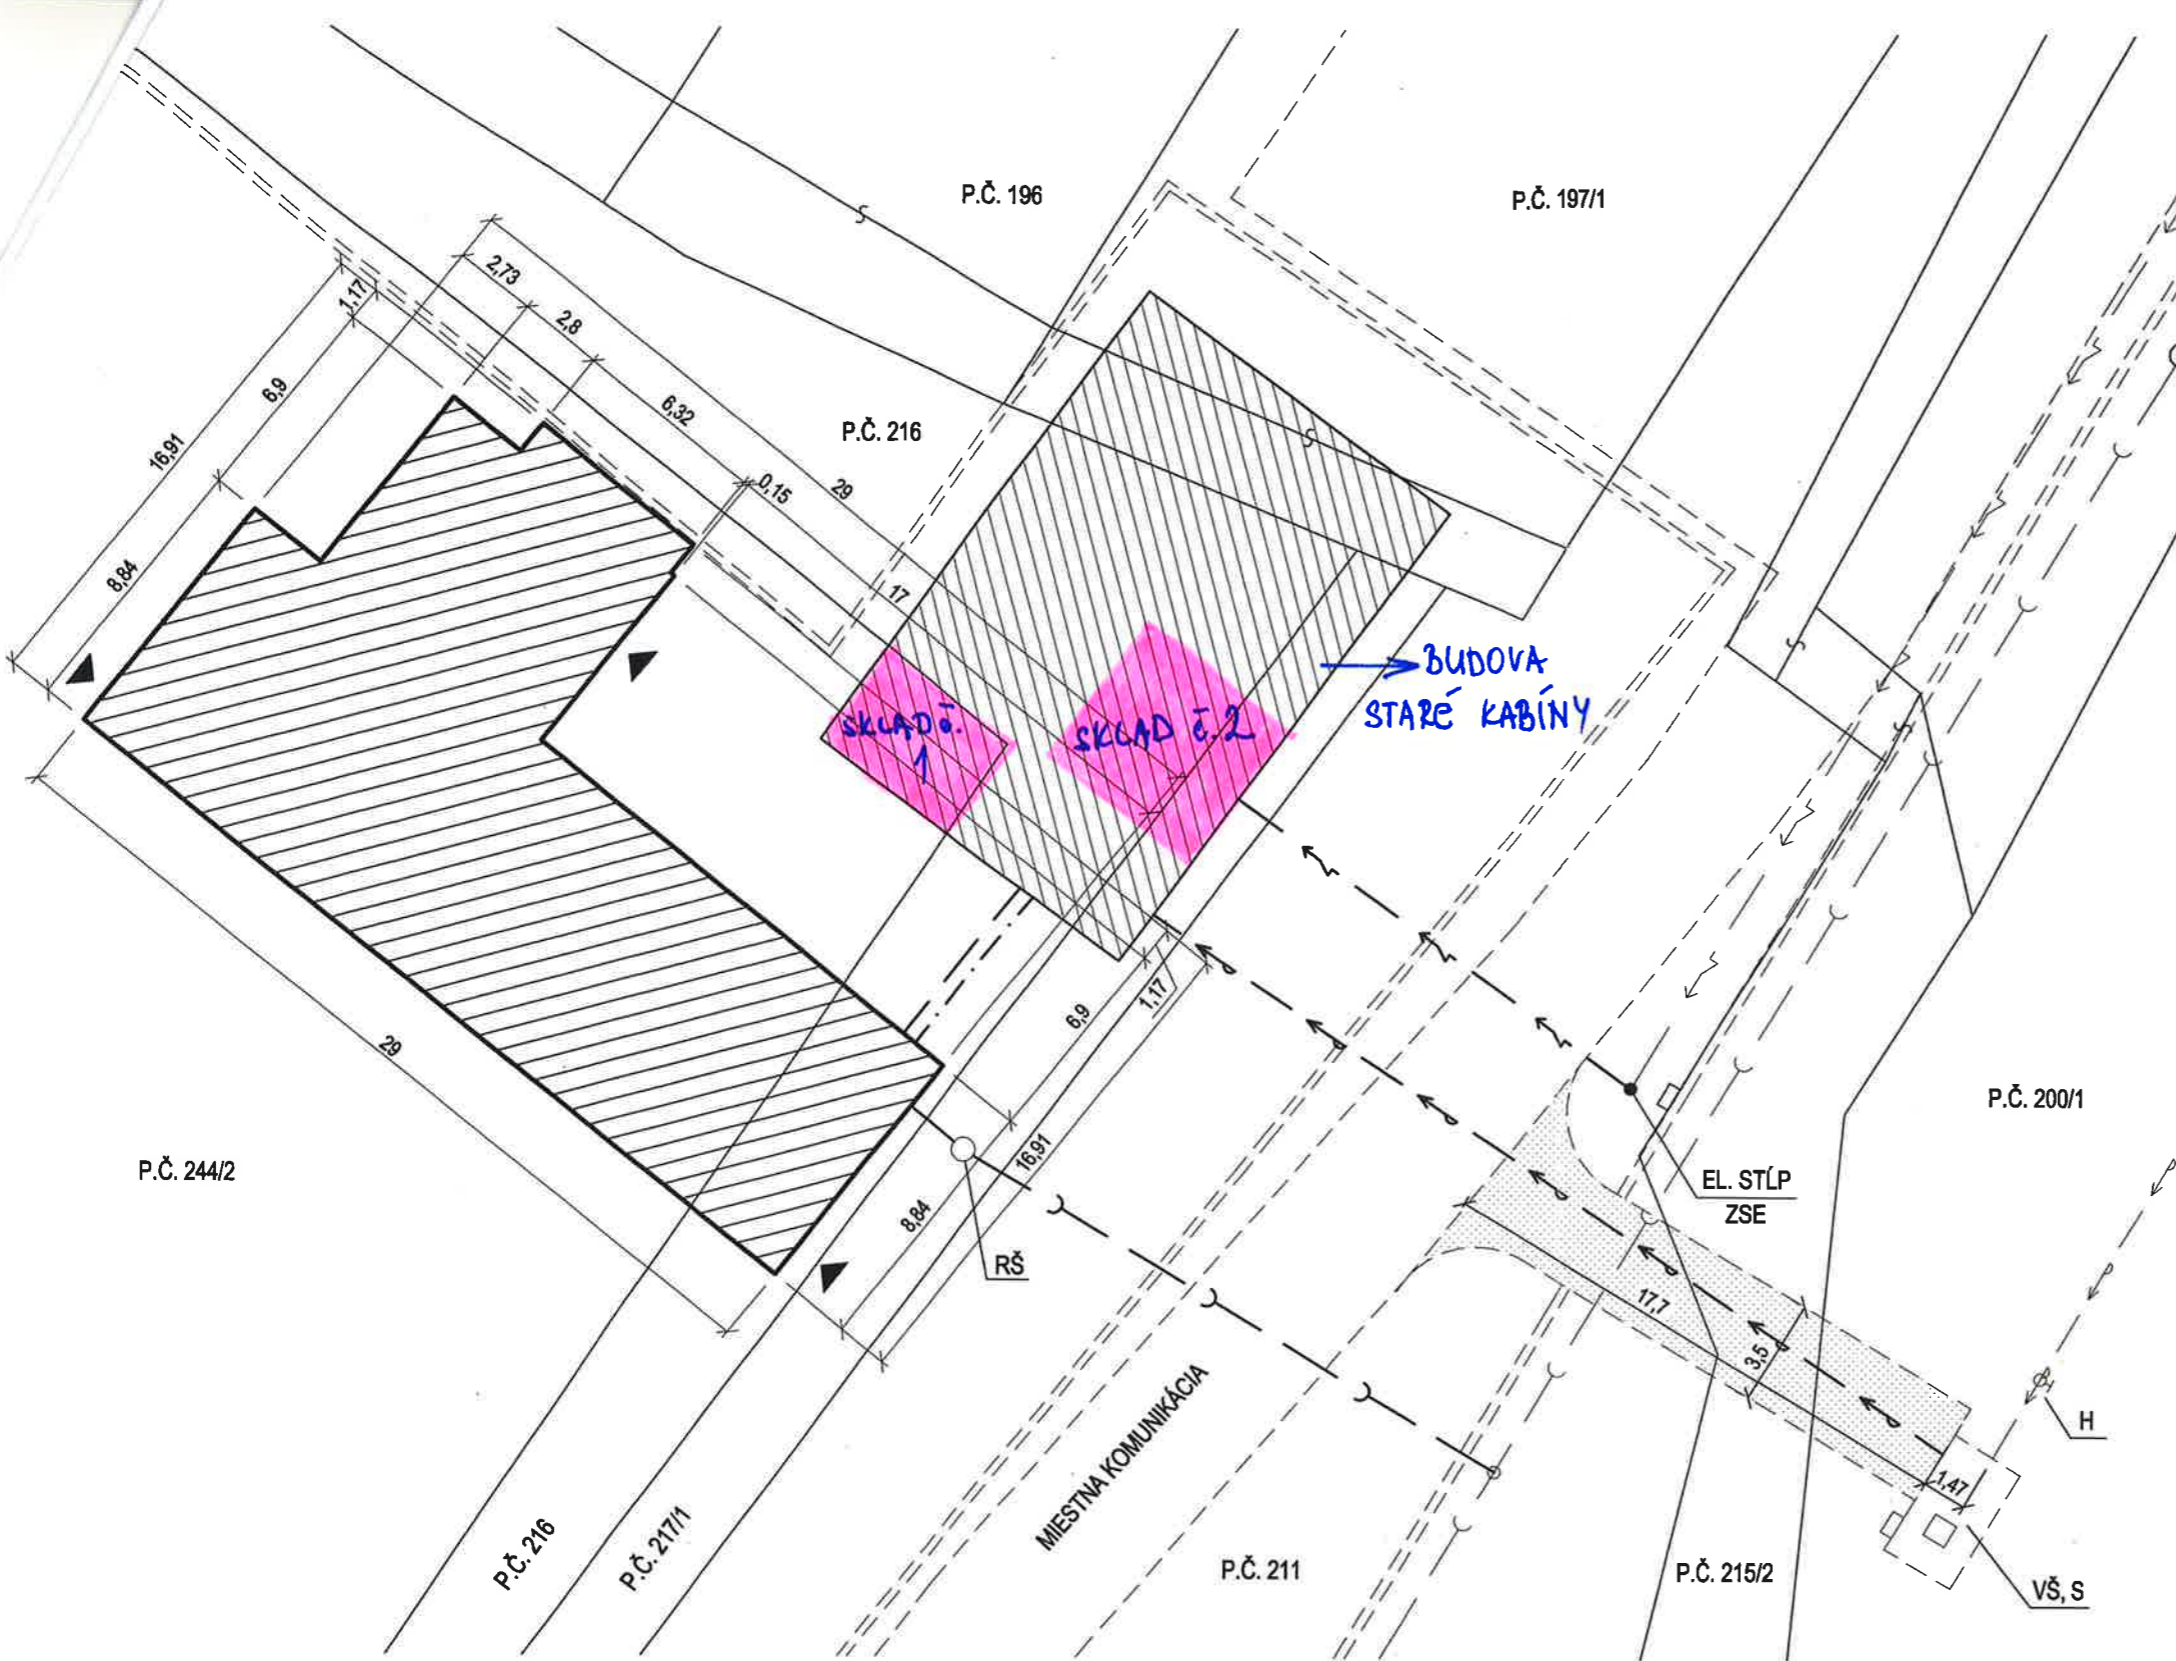 P.Č. 196
P.Č. 197/1
2,73
1,17
2,8
6,9
6,32
P.Č. 216
16,91
0,15
29
8,84
17
BUDOVA
STARÉ KABÍNY
SKLAD č.
1
SKLAD č.2
6,9
1,17
29
P.Č. 200/1
16,91
P.Č. 244/2
EL. STĹP
ZSE
8,84
RŠ
17,7
3,5
MIESTNA KOMUNIKÁCIA
H
1,47
P.Č. 216
P.Č. 217/1
P.Č. 211
P.Č. 215/2
VŠ, S